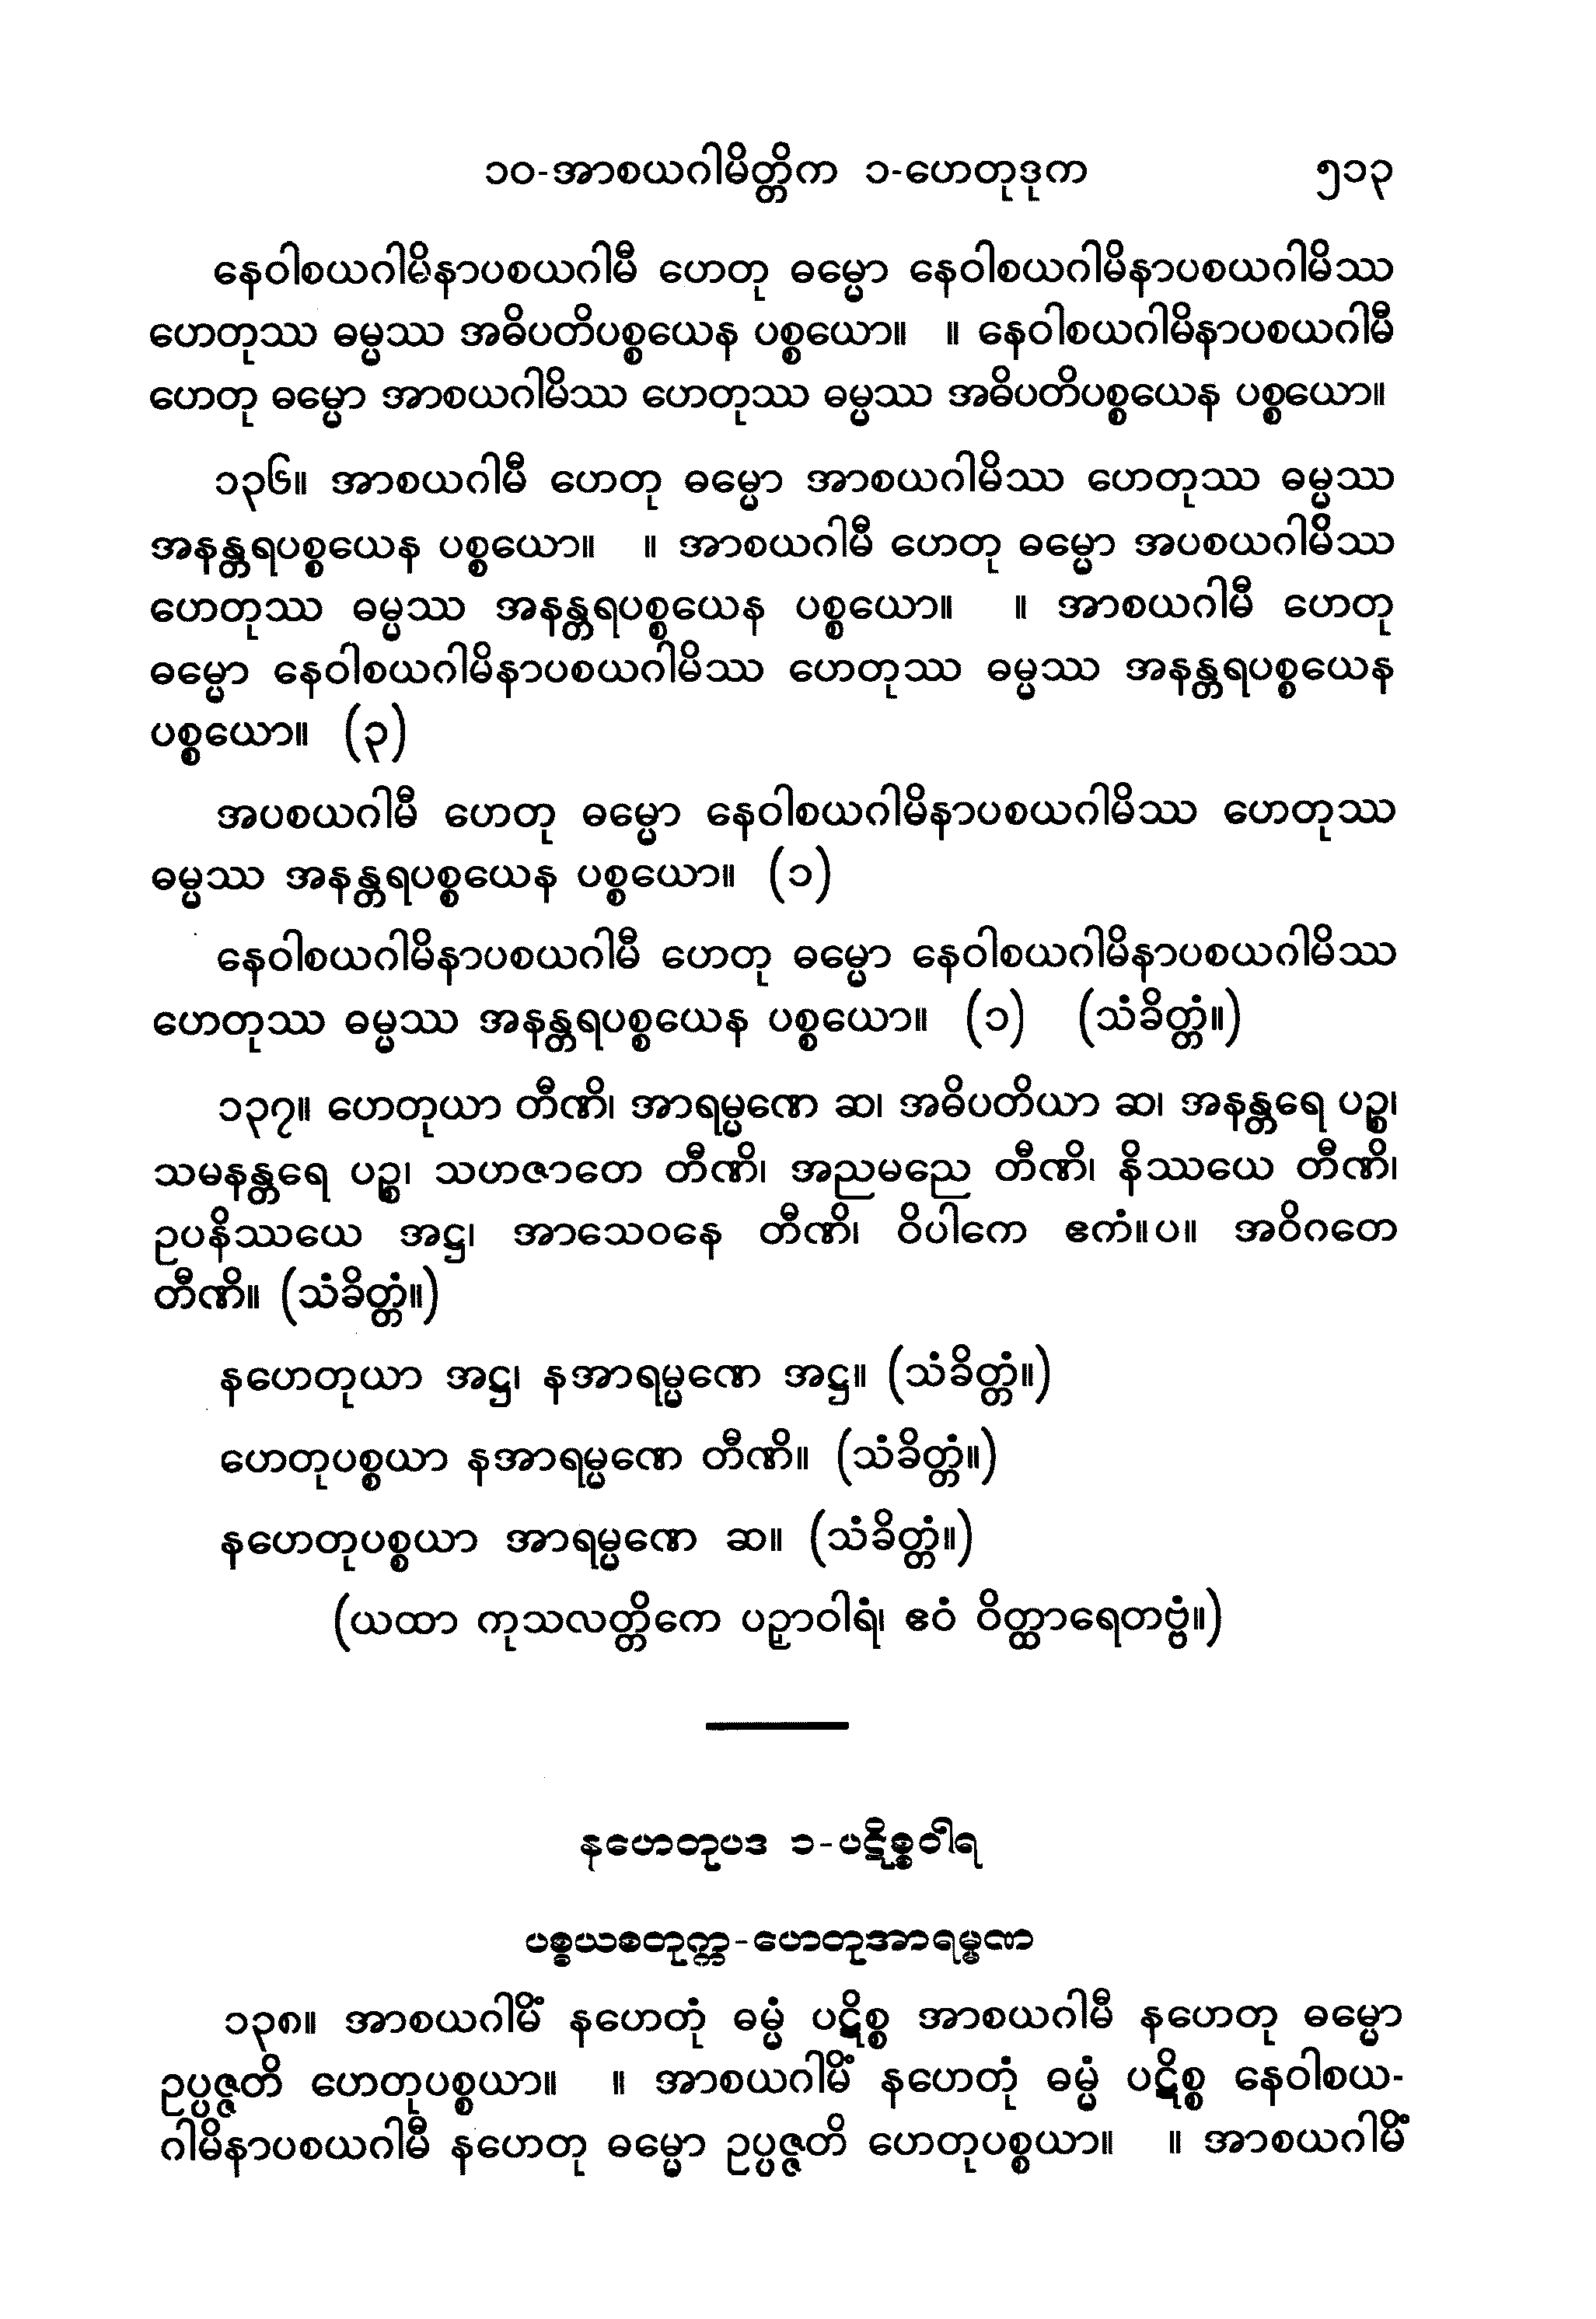 ၁၀-အာစယဂါမိတ္တိက ၁-ဟေတုဒုက ၅၁၃
နေဝါစယဂါမိနာပစယဂါမီ ဟေတု ဓမ္မော နေဝါစယဂါမိနာပစယဂါမိဿ
ဟေတုဿ ဓမ္မဿ အဓိပတိပစ္စယေန ပစ္စယော။ ။ နေဝါစယဂါမိနာပစယဂါမီ
ဟေတု ဓမ္မော အာစယဂါမိဿ ဟေတုဿ ဓမ္မဿ အဓိပတိပစ္စယေန ပစ္စယော။
၁၃၆။ အာစယဂါမီ ဟေတု ဓမ္မော အာစယဂါမိဿ ဟေတုဿ ဓမ္မဿ
အနန္တရပစ္စယေန ပစ္စယော။ ။ အာစယဂါမီ ဟေတု ဓမ္မော အပစယဂါမိဿ
ဟေတုဿ ဓမ္မဿ အနန္တရပစ္စယေန ပစ္စယော။ ။ အာစယဂါမီ ဟေတု
ဓမ္မော နေဝါစယဂါမိနာပစယဂါမိဿ ဟေတုဿ ဓမ္မဿ အနန္တရပစ္စယေန
ပစ္စယော။ (၃)
အပစယဂါမီ ဟေတု ဓမ္မော နေဝါစယဂါမိနာပစယဂါမိဿ ဟေတုဿ
ဓမ္မဿ အနန္တရပစ္စယေန ပစ္စယော။ (၁)
နေဝါစယဂါမိနာပစယဂါမီ ဟေတု ဓမ္မော နေဝါစယဂါမိနာပစယဂါမိဿ
ဟေတုဿ ဓမ္မဿ အနန္တရပစ္စယေန ပစ္စယော။ (၁) (သံခိတ္တံ။)
၁၃၇။ ဟေတုယာ တီဏိ၊ အာရမ္မဏေ ဆ၊ အဓိပတိယာ ဆ၊ အနန္တရေ ပဉ္စ၊
သမနန္တရေ ပဉ္စ၊ သဟဇာတေ တီဏိ၊ အညမညေ တီဏိ၊ နိဿယေ တီဏိ၊
ဥပနိဿယေ အဋ္ဌ၊ အာသေဝနေ တီဏိ၊ ဝိပါကေ ဧကံ။ပ။ အဝိဂတေ
တီဏိ။ (သံခိတ္တံ။)
နဟေတုယာ အဋ္ဌ၊ နအာရမ္မဏေ အဋ္ဌ။ (သံခိတ္တံ။)
ဟေတုပစ္စယာ နအာရမ္မဏေ တီဏိ။ (သံခိတ္တံ။)
နဟေတုပစ္စယာ အာရမ္မဏေ ဆ။ (သံခိတ္တံ။)
(ယထာ ကုသလတ္တိကေ ပဉှာဝါရံ၊ ဧဝံ ဝိတ္ထာရေတဗ္ဗံ။)
နဟေတုပဒ ၁-ပဋိစ္စဝါရ
ပစ္စယစတုက္က-ဟေတုအာရမ္မဏ
၁၃၈။ အာစယဂါမိံ နဟေတုံ ဓမ္မံ ပဋိစ္စ အာစယဂါမီ နဟေတု ဓမ္မော
ဥပ္ပဇ္ဇတိ ဟေတုပစ္စယာ။ ။ အာစယဂါမိံ နဟေတုံ ဓမ္မံ ပဋိစ္စ နေဝါစယ-
ဂါမိနာပစယဂါမီ နဟေတု ဓမ္မော ဥပ္ပဇ္ဇတိ ဟေတုပစ္စယာ။ ။ အာစယဂါမိံ